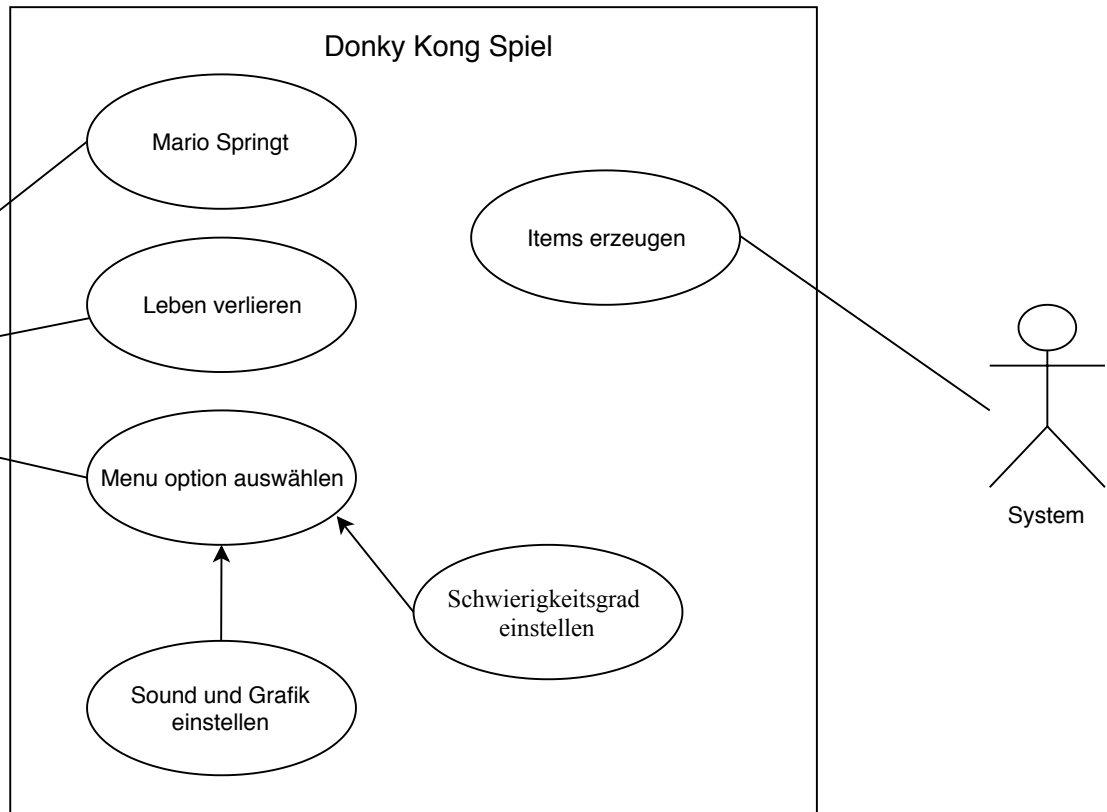 Donky Kong Spiel
Mario Springt
Items erzeugen
Leben verlieren
Menu option auswählen
System
Schwierigkeitsgrad
einstellen
Sound und Grafik
einstellen